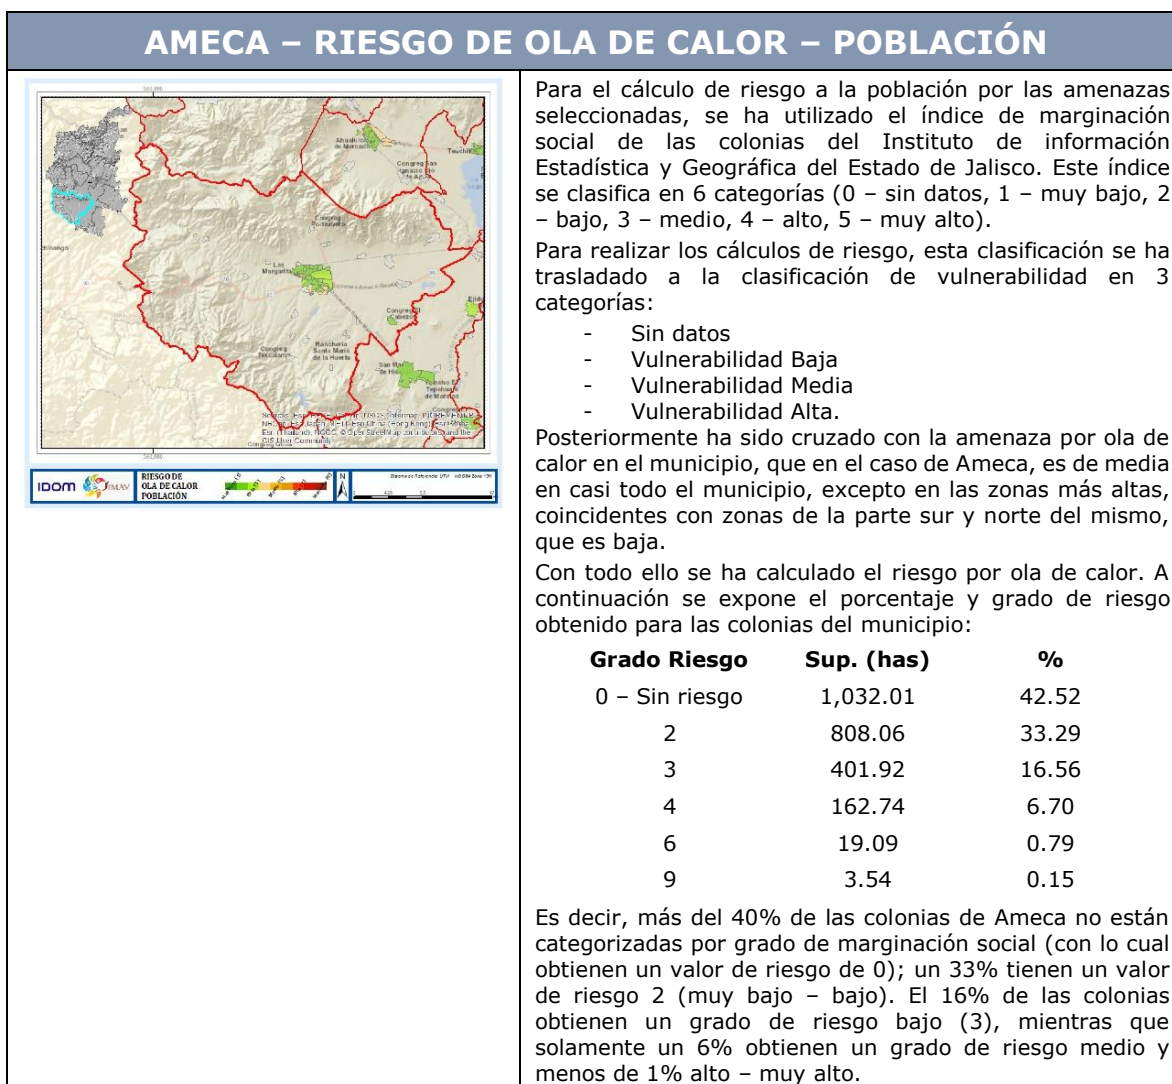 AMECA – RIESGO DE OLA DE CALOR – POBLACIÓN
Para el cálculo de riesgo a la población por las amenazas
seleccionadas, se ha utilizado el índice de marginación
social de las colonias del Instituto de información
Estadística y Geográfica del Estado de Jalisco. Este índice
se clasifica en 6 categorías (0 – sin datos, 1 – muy bajo, 2
– bajo, 3 – medio, 4 – alto, 5 – muy alto).
Para realizar los cálculos de riesgo, esta clasificación se ha
trasladado a la clasificación de vulnerabilidad en 3
categorías:
- Sin datos
- Vulnerabilidad Baja
- Vulnerabilidad Media
- Vulnerabilidad Alta.
Posteriormente ha sido cruzado con la amenaza por ola de
calor en el municipio, que en el caso de Ameca, es de media
en casi todo el municipio, excepto en las zonas más altas,
coincidentes con zonas de la parte sur y norte del mismo,
que es baja.
Con todo ello se ha calculado el riesgo por ola de calor. A
continuación se expone el porcentaje y grado de riesgo
obtenido para las colonias del municipio:
Grado Riesgo Sup. (has) %
0 – Sin riesgo 1,032.01 42.52
2 808.06 33.29
3 401.92 16.56
4 162.74 6.70
6 19.09 0.79
9 3.54 0.15
Es decir, más del 40% de las colonias de Ameca no están
categorizadas por grado de marginación social (con lo cual
obtienen un valor de riesgo de 0); un 33% tienen un valor
de riesgo 2 (muy bajo – bajo). El 16% de las colonias
obtienen un grado de riesgo bajo (3), mientras que
solamente un 6% obtienen un grado de riesgo medio y
menos de 1% alto – muy alto.
Congreg San
Congreg
Las
Ranchería
Santa María
de la Huerta
GIS User Community
IDOM
RIESGO DE
OLA DE CALOR
POBLACIÓN
N